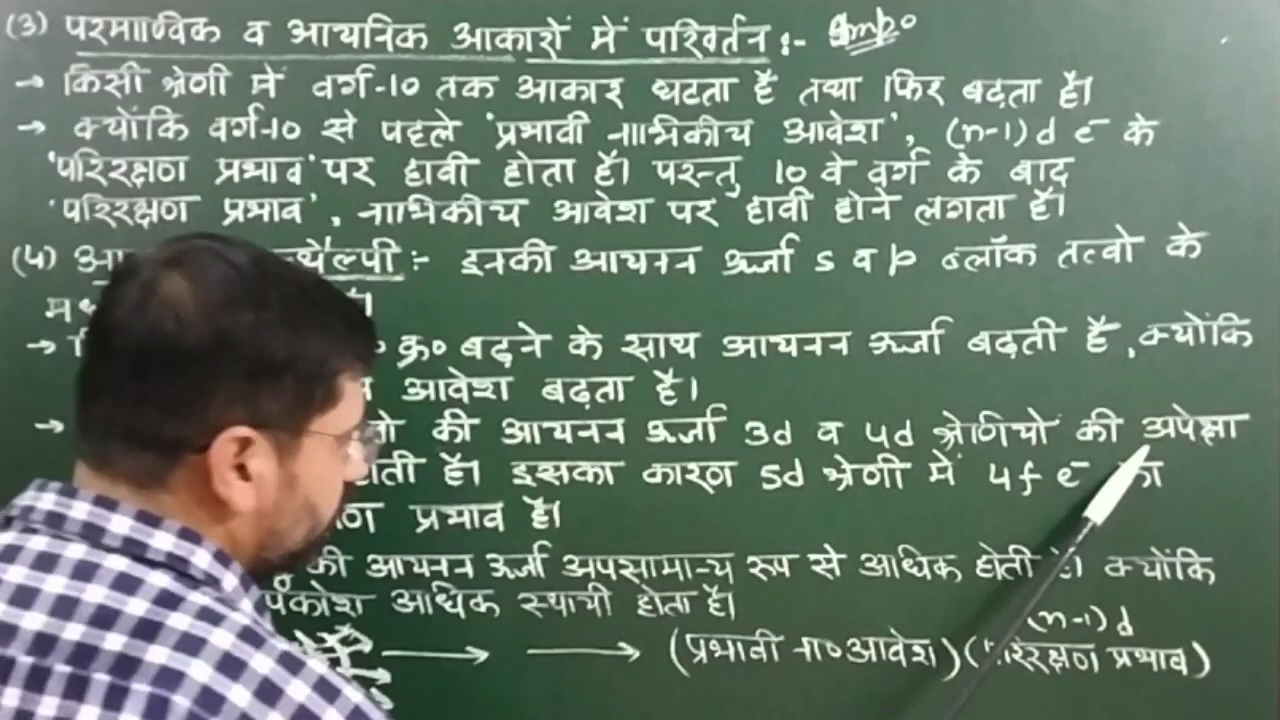 (3) परमाण्विक व आयनिक आकारों में परिवर्तन :- Imp०
→ किसी श्रेणी में वर्ग-10 तक आकार घटता है तथा फिर बढ़ता है।
→ क्योंकि वर्ग-10 से पहले 'प्रभावी नाभिकीय आवेश', (n-1) d e⁻ के
'परिरक्षण प्रभाव' पर हावी होता है। परन्तु 10 वे वर्ग के बाद
'परिरक्षण प्रभाव', नाभिकीय आवेश पर हावी होने लगता है।
(4) :- इनकी आयनन ऊर्जा s व p ब्लॉक तत्वो के
→ क्र० बढ़ने के साथ आयनन ऊर्जा बढ़ती है, क्योंकि
आवेश बढ़ता है।
→ की आयनन ऊर्जा 3d व 4d श्रेणियो की अपेक्षा
है। इसका कारण 5d श्रेणी में 4f e⁻ का
प्रभाव है।
की आयनन ऊर्जा अपसामान्य रूप से अधिक होती क्योंकि
अधिक स्थायी होता है।
(n-1) d
→ → (प्रभावी ना० आवेश) (परिरक्षण प्रभाव)